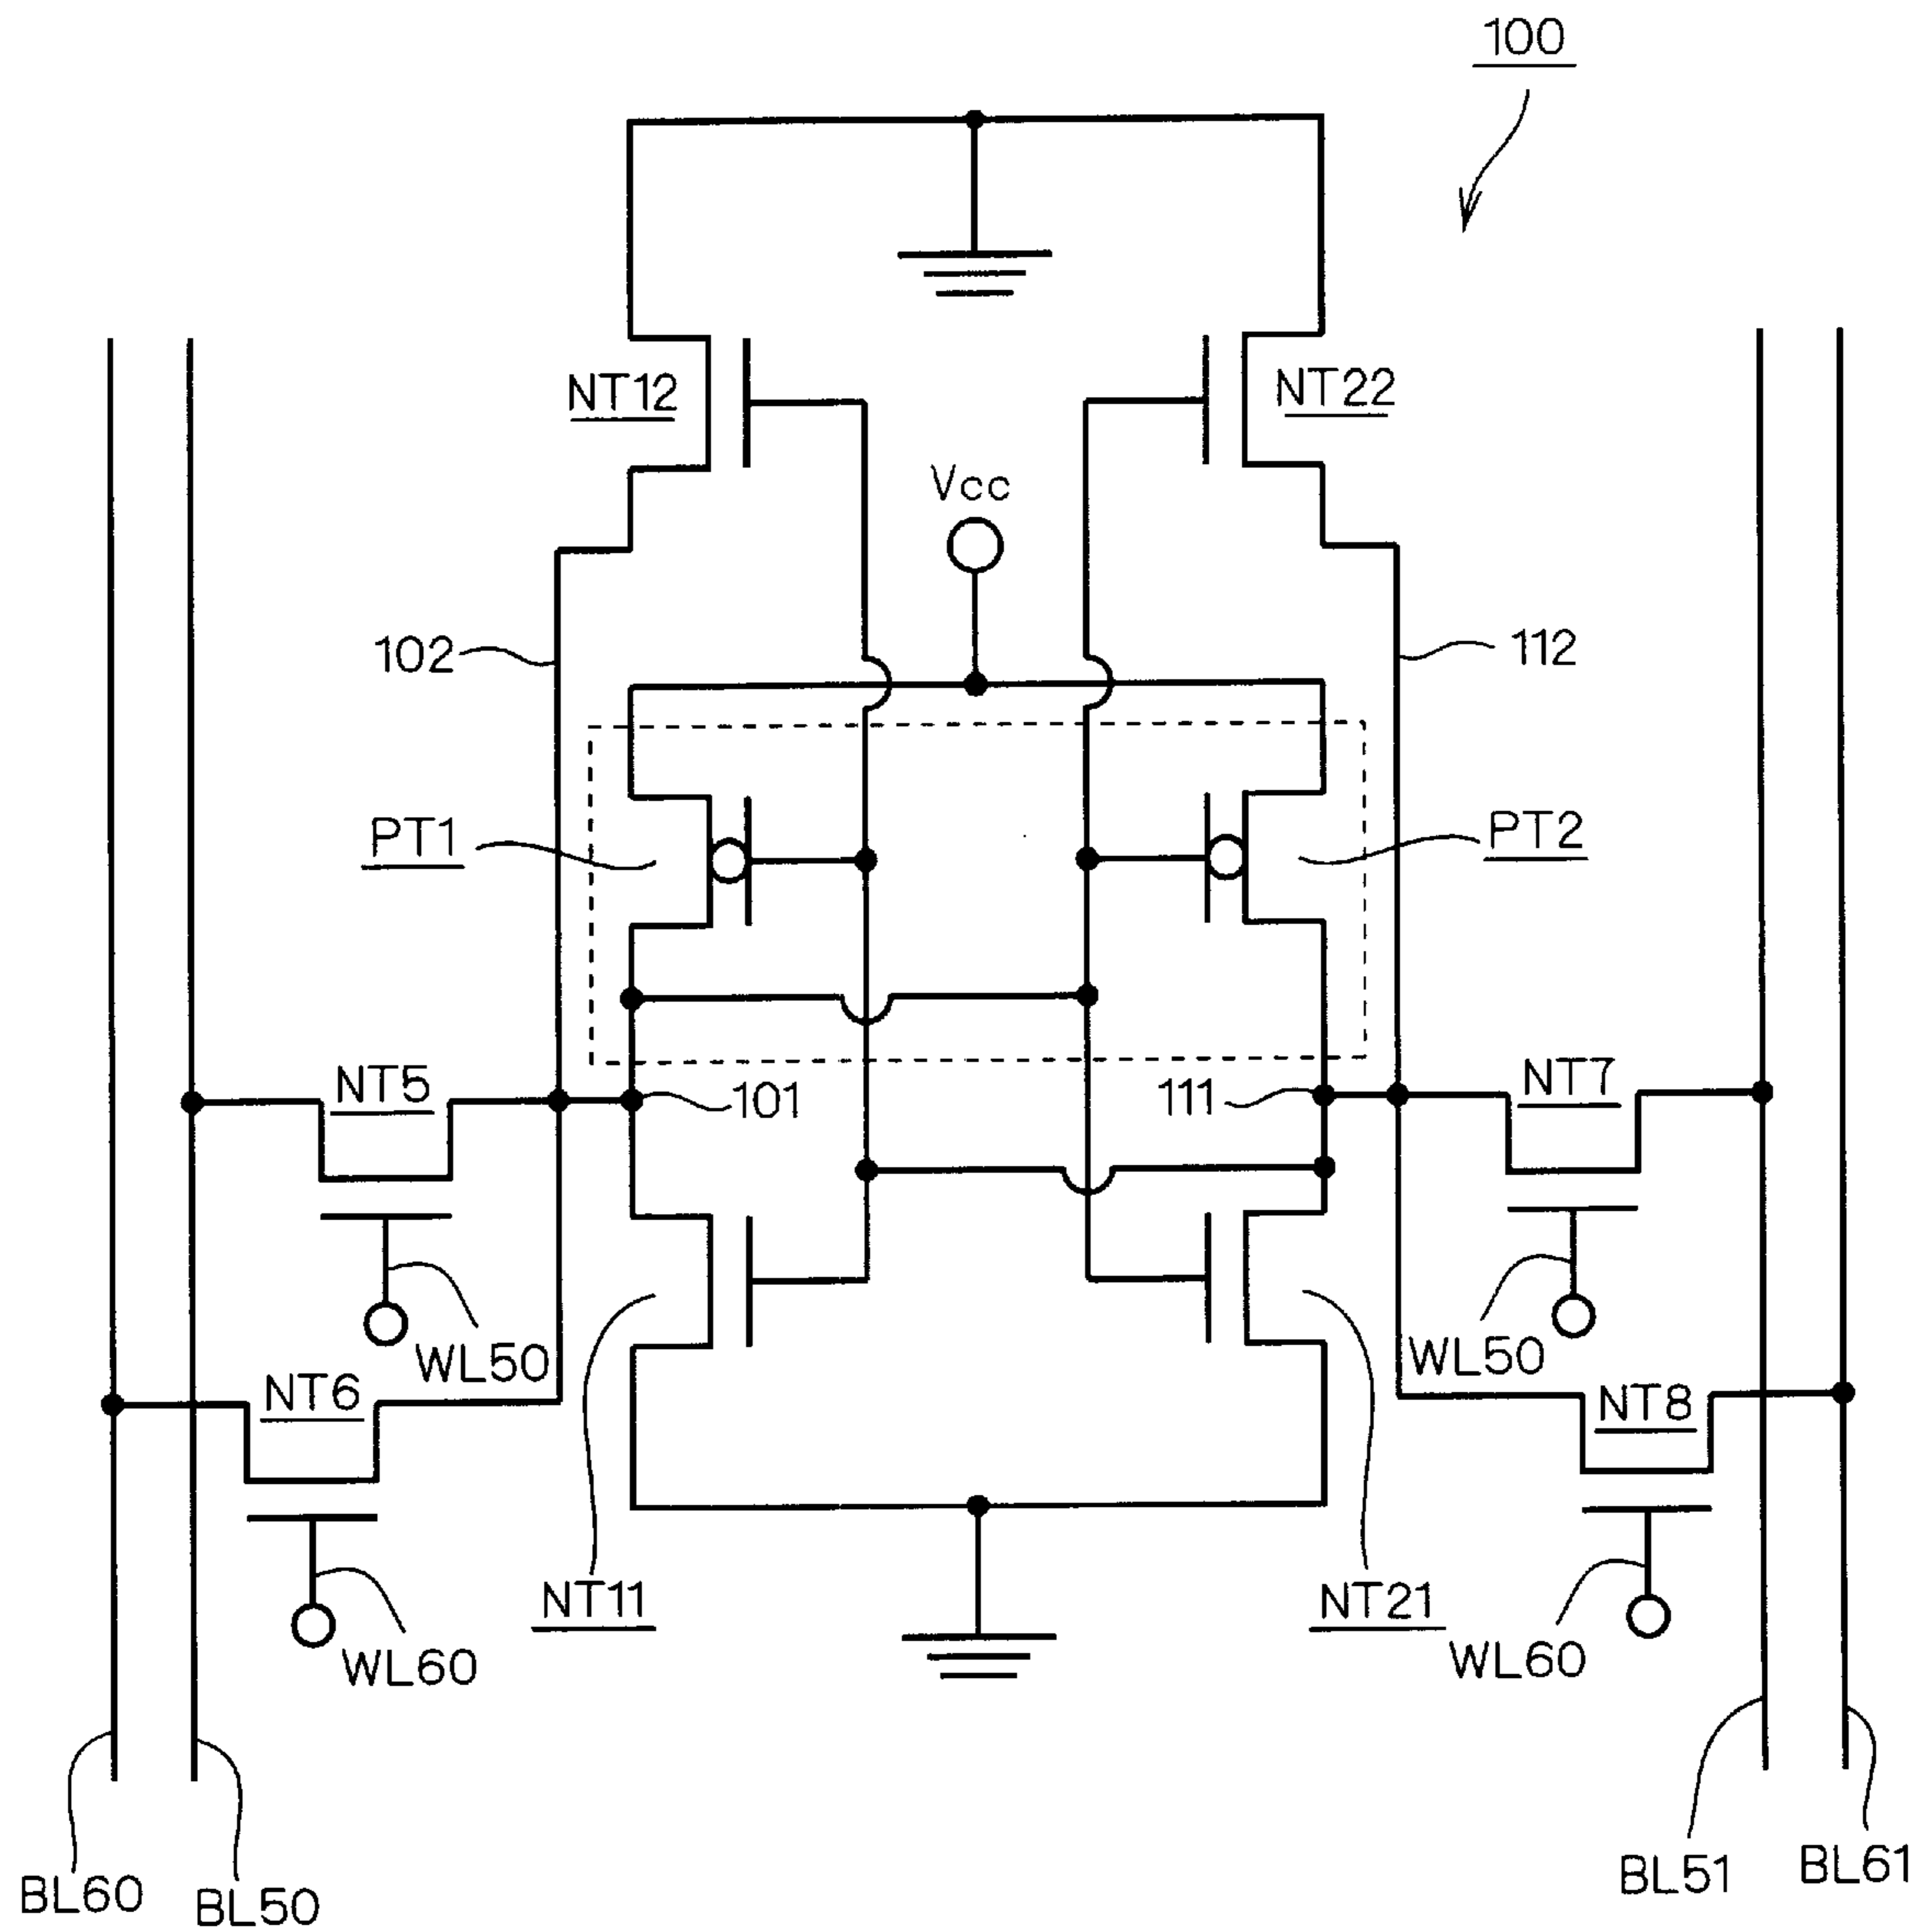 100
NT12
NT22
Vcc
102
112
PT1
PT2
NT5
101
111
NT7
WL50
WL50
NT6
NT8
NT11
NT21
WL60
WL60
BL60
BL50
BL51
BL61